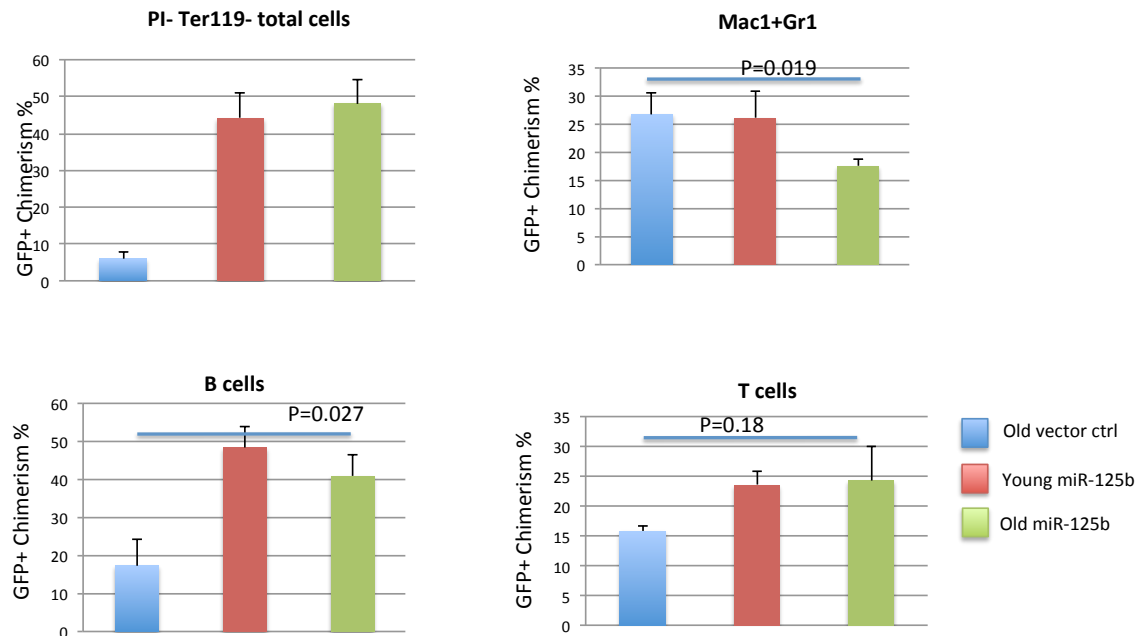 PI- Ter119- total cells
GFP+ Chimerism %
60
50
40
30
20
10
0
Mac1+Gr1
GFP+ Chimerism %
35
30
25
20
15
10
5
0
P=0.019
B cells
GFP+ Chimerism %
60
50
40
30
20
10
0
P=0.027
T cells
GFP+ Chimerism %
35
30
25
20
15
10
5
0
P=0.18
Old vector ctrl
Young miR-125b
Old miR-125b